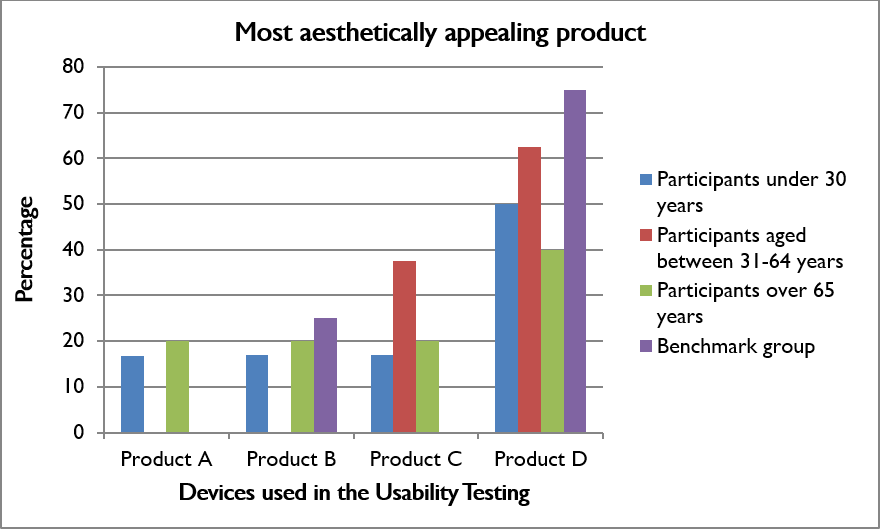 Most aesthetically appealing product
80
70
60
50
40
30
20
10
0
Percentage
Product A
Product B
Product C
Product D
Devices used in the Usability Testing
Participants under 30
years
Participants aged
between 31-64 years
Participants over 65
years
Benchmark group